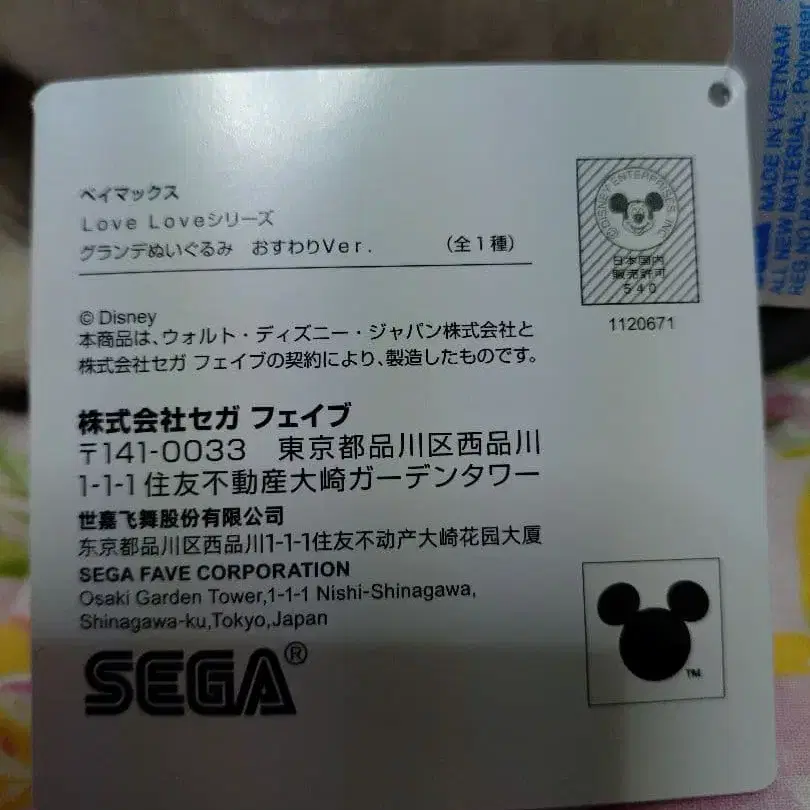 ベイマックス
Love Loveシリーズ
グランデぬいぐるみ おすわりVer. (全1種)
© Disney
本商品は、ウォルト・ディズニー・ジャパン株式会社と
株式会社セガ フェイブの契約により、製造したものです。
株式会社セガ フェイブ
〒141-0033 東京都品川区西品川
1-1-1住友不動産大崎ガーデンタワー
世嘉飞舞股份有限公司
东京都品川区西品川1-1-1住友不动产大崎花园大厦
SEGA FAVE CORPORATION
Osaki Garden Tower,1-1-1 Nishi-Shinagawa,
Shinagawa-ku,Tokyo,Japan
SEGA®
© DISNEY ENTERPRISES, INC
日本国内
販売許可
540
1120671
TM
MADE IN VIETNAM
ALL NEW MATERIAL: Polyester